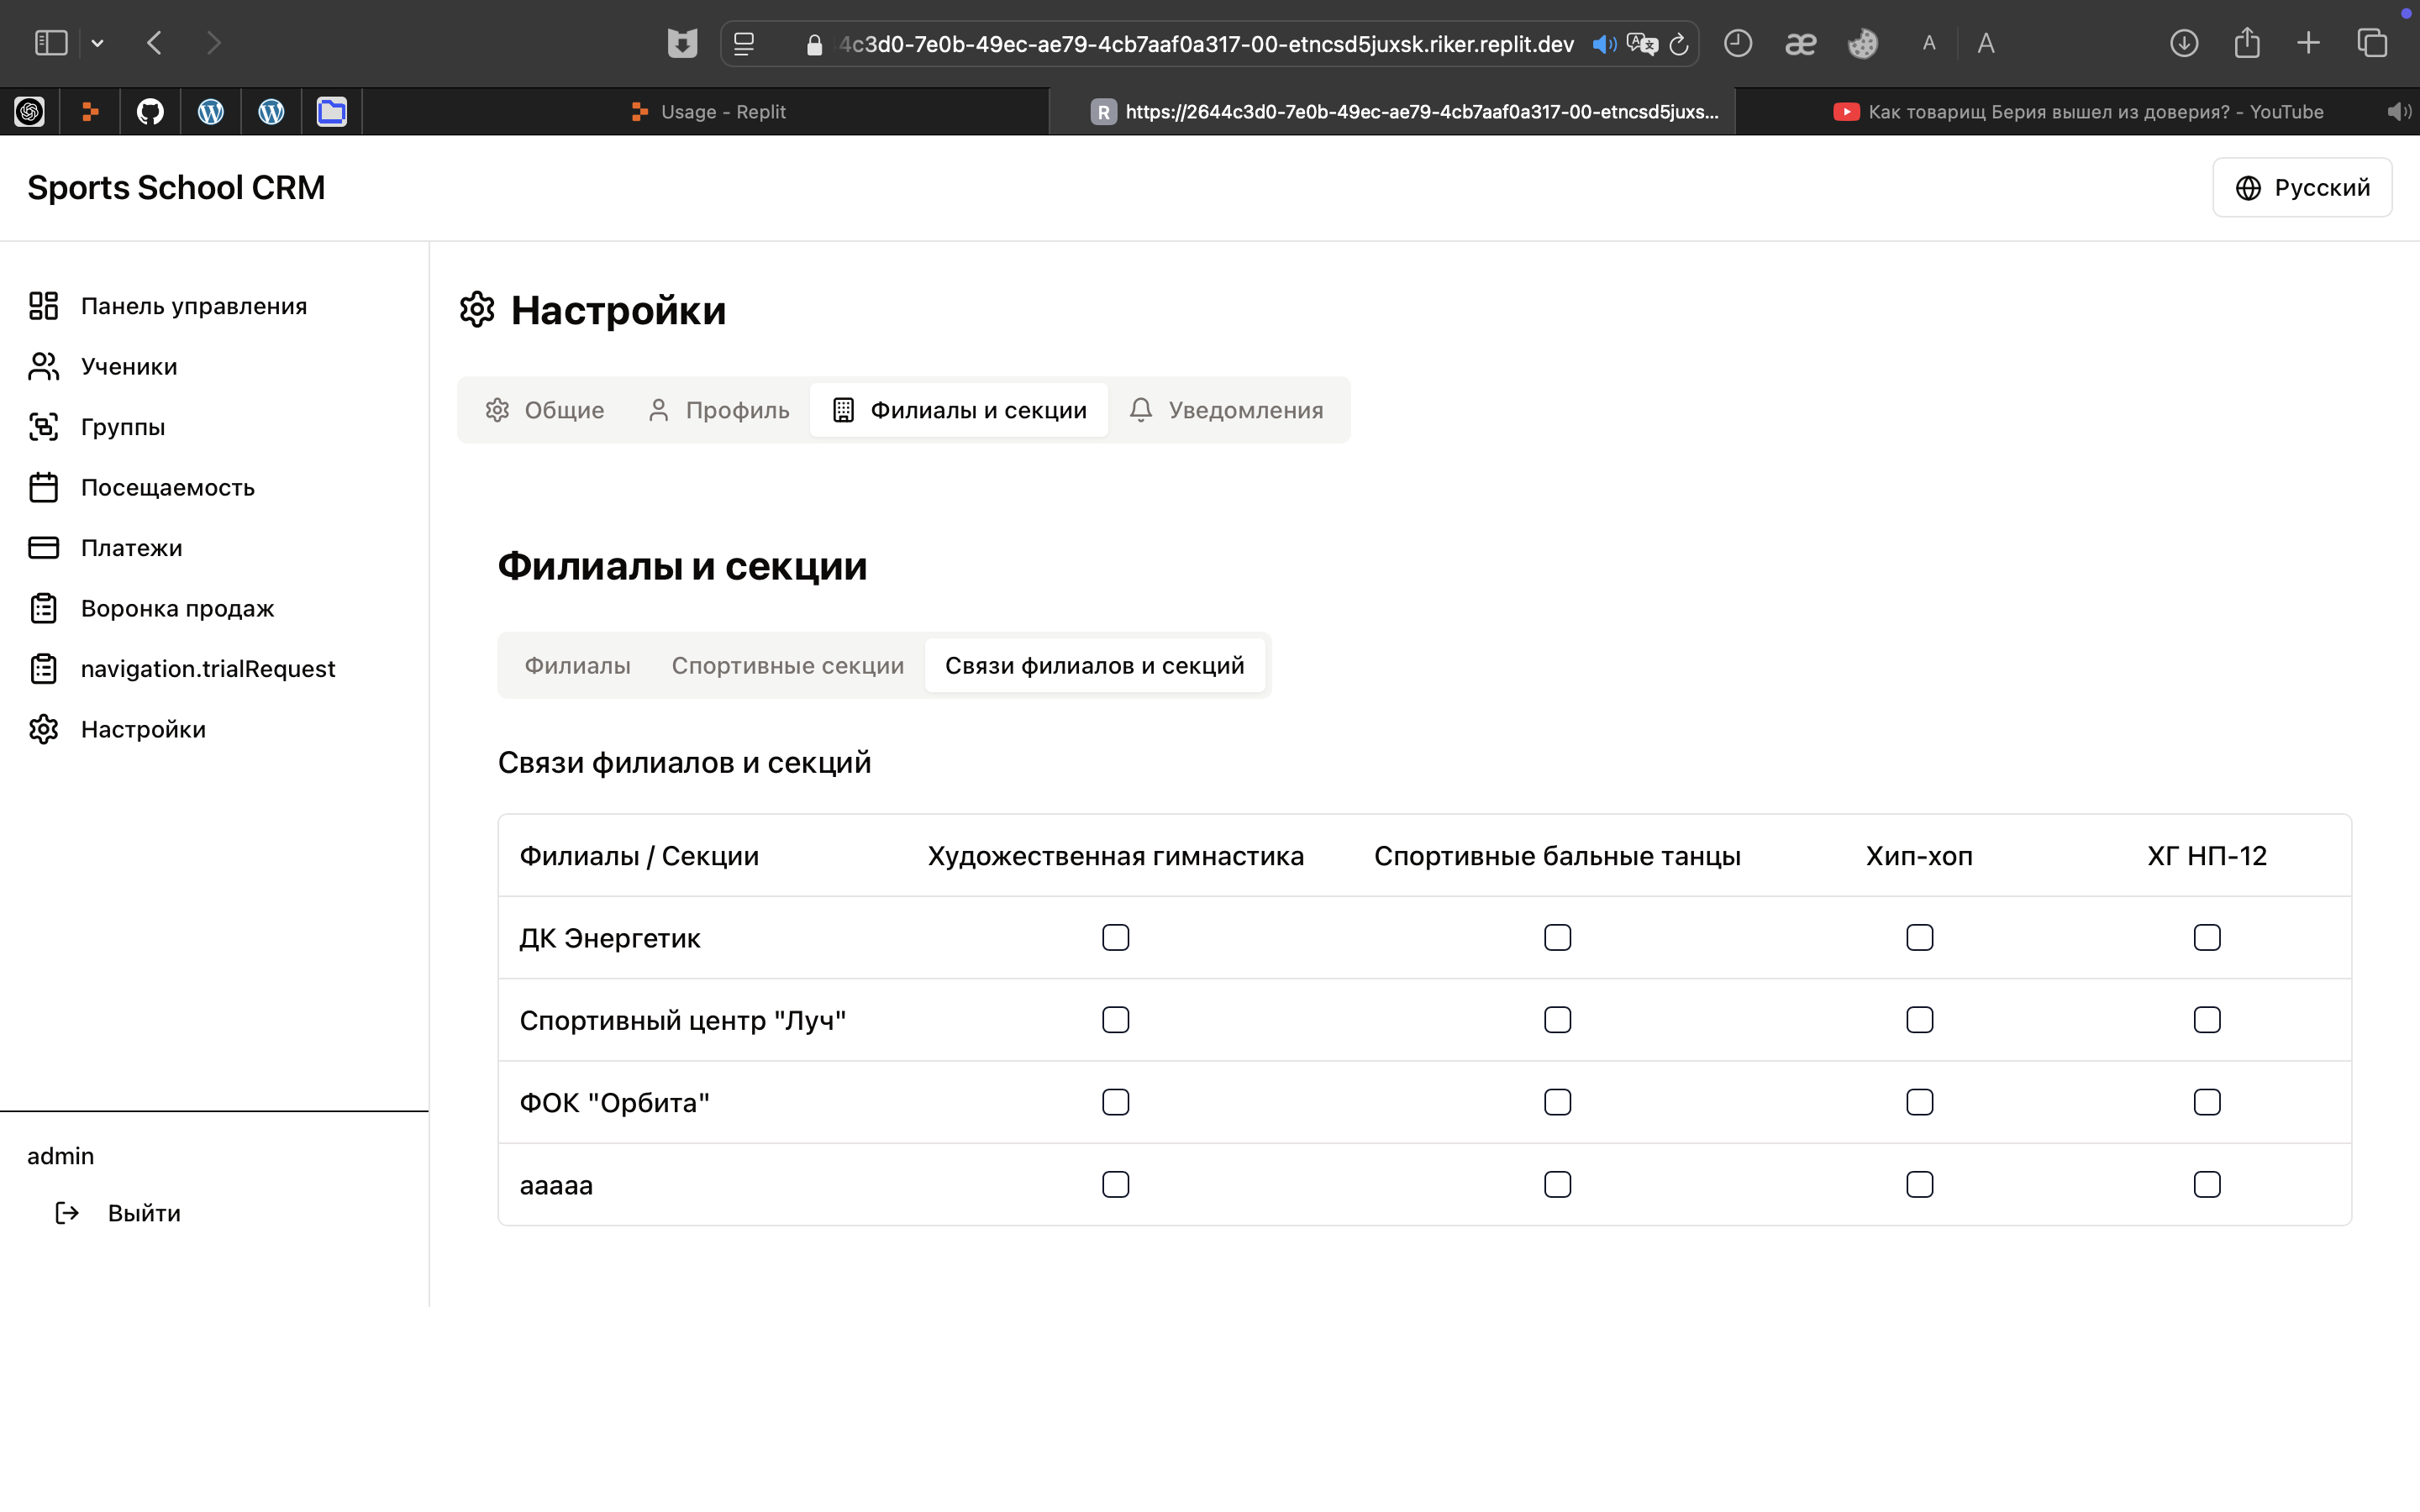 4c3d0-7e0b-49ec-ae79-4cb7aaf0a317-00-etncsd5juxsk.riker.replit.dev
æ A A
Usage - Replit
R https://2644c3d0-7e0b-49ec-ae79-4cb7aaf0a317-00-etncsd5juxs...
Как товарищ Берия вышел из доверия? - YouTube
Sports School CRM
Русский
Панель управления
Ученики
Группы
Посещаемость
Платежи
Воронка продаж
navigation.trialRequest
Настройки
admin
Выйти
Настройки
Общие Профиль Филиалы и секции Уведомления
Филиалы и секции
Филиалы Спортивные секции Связи филиалов и секций
Связи филиалов и секций
Филиалы / Секции Художественная гимнастика Спортивные бальные танцы Хип-хоп ХГ НП-12
ДК Энергетик
Спортивный центр "Луч"
ФОК "Орбита"
ааааа